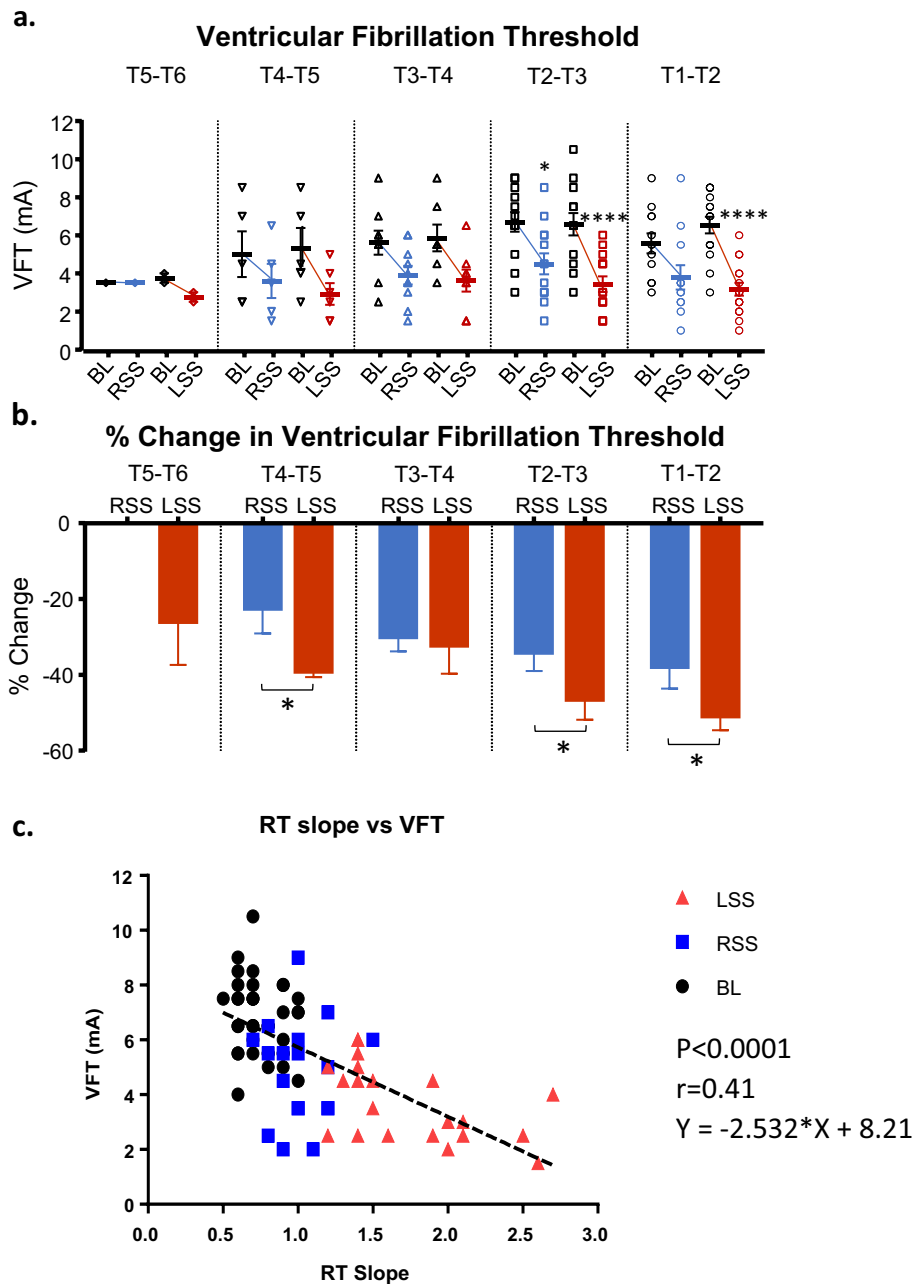 a.
Ventricular Fibrillation Threshold
T5-T6 T4-T5 T3-T4 T2-T3 T1-T2
12
10
8
6
4
2
0
VFT (mA)
* **** ****
BL RSS BL LSS BL RSS BL LSS BL RSS BL LSS BL RSS BL LSS BL RSS BL LSS
b.
% Change in Ventricular Fibrillation Threshold
T5-T6 T4-T5 T3-T4 T2-T3 T1-T2
RSS LSS RSS LSS RSS LSS RSS LSS RSS LSS
0
-20
-40
-60
% Change
* * *
c.
RT slope vs VFT
12
10
8
6
4
2
0
VFT (mA)
0.0 0.5 1.0 1.5 2.0 2.5 3.0
RT Slope
LSS
RSS
BL
P<0.0001
r=0.41
Y = -2.532*X + 8.21